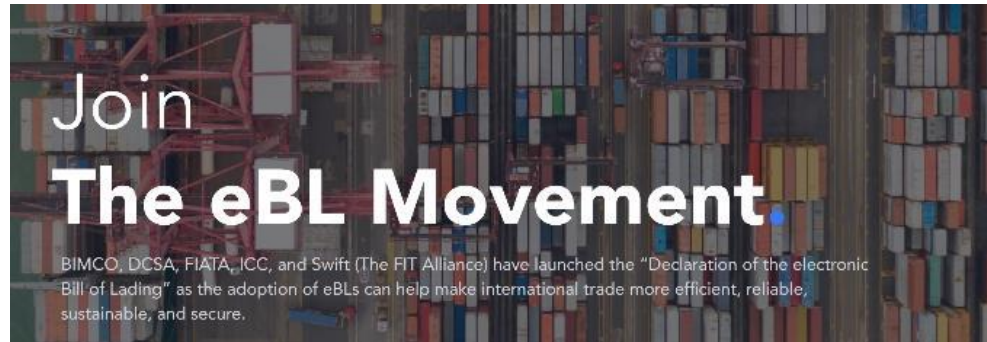 Join
The eBL Movement.
BIMCO, DCSA, FIATA, ICC, and Swift (The FIT Alliance) have launched the “Declaration of the electronic
Bill of Lading” as the adoption of eBLs can help make international trade more efficient, reliable,
sustainable, and secure.